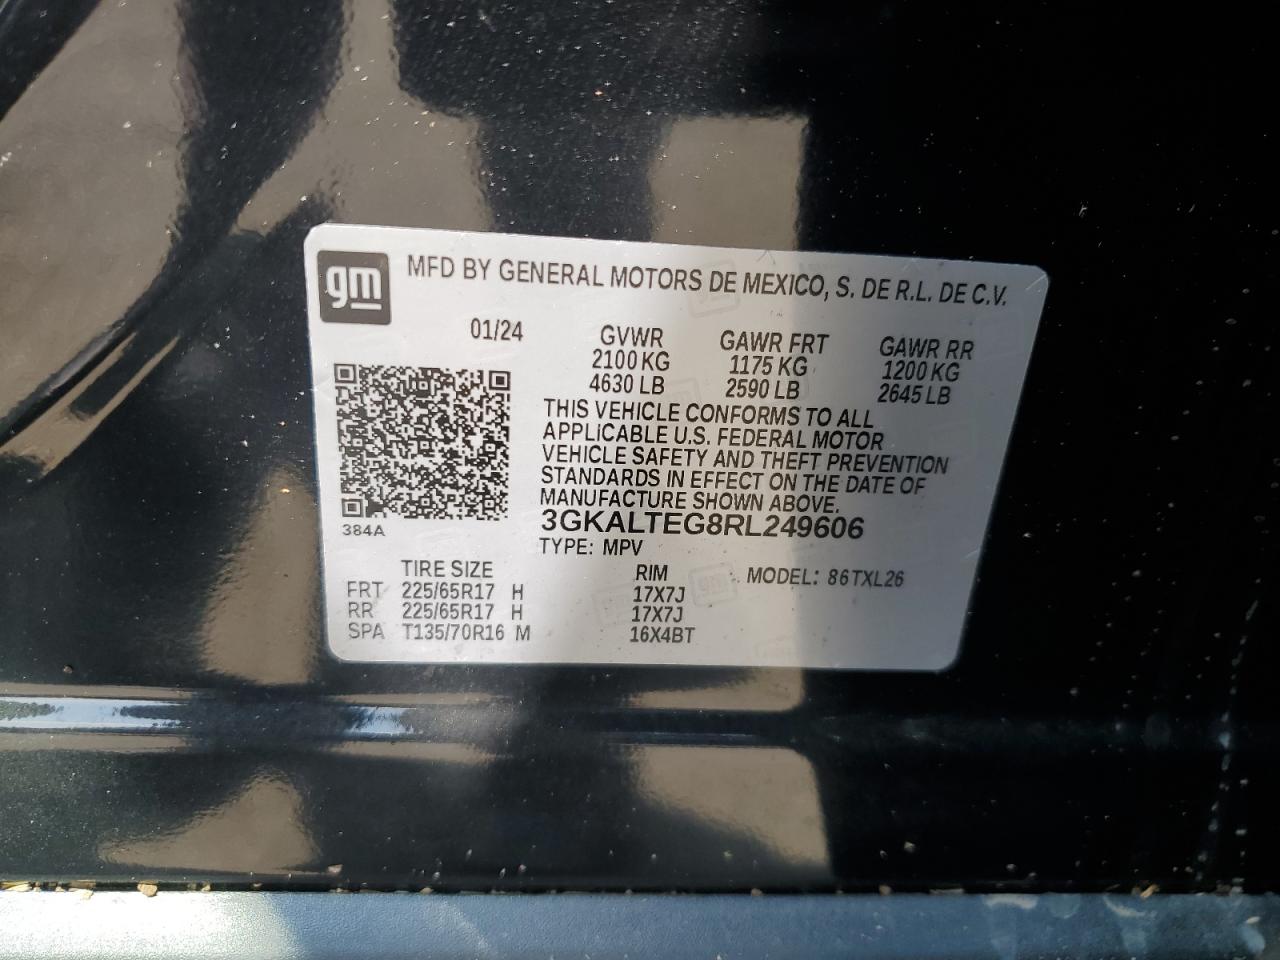 gm MFD BY GENERAL MOTORS DE MEXICO, S. DE R.L. DE C.V.
01/24 GVWR GAWR FRT GAWR RR
2100 KG 1175 KG 1200 KG
4630 LB 2590 LB 2645 LB
THIS VEHICLE CONFORMS TO ALL
APPLICABLE U.S. FEDERAL MOTOR
VEHICLE SAFETY AND THEFT PREVENTION
STANDARDS IN EFFECT ON THE DATE OF
MANUFACTURE SHOWN ABOVE.
384A 3GKALTEG8RL249606
TYPE: MPV
TIRE SIZE RIM MODEL: 86TXL26
FRT 225/65R17 H 17X7J
RR 225/65R17 H 17X7J
SPA T135/70R16 M 16X4BT